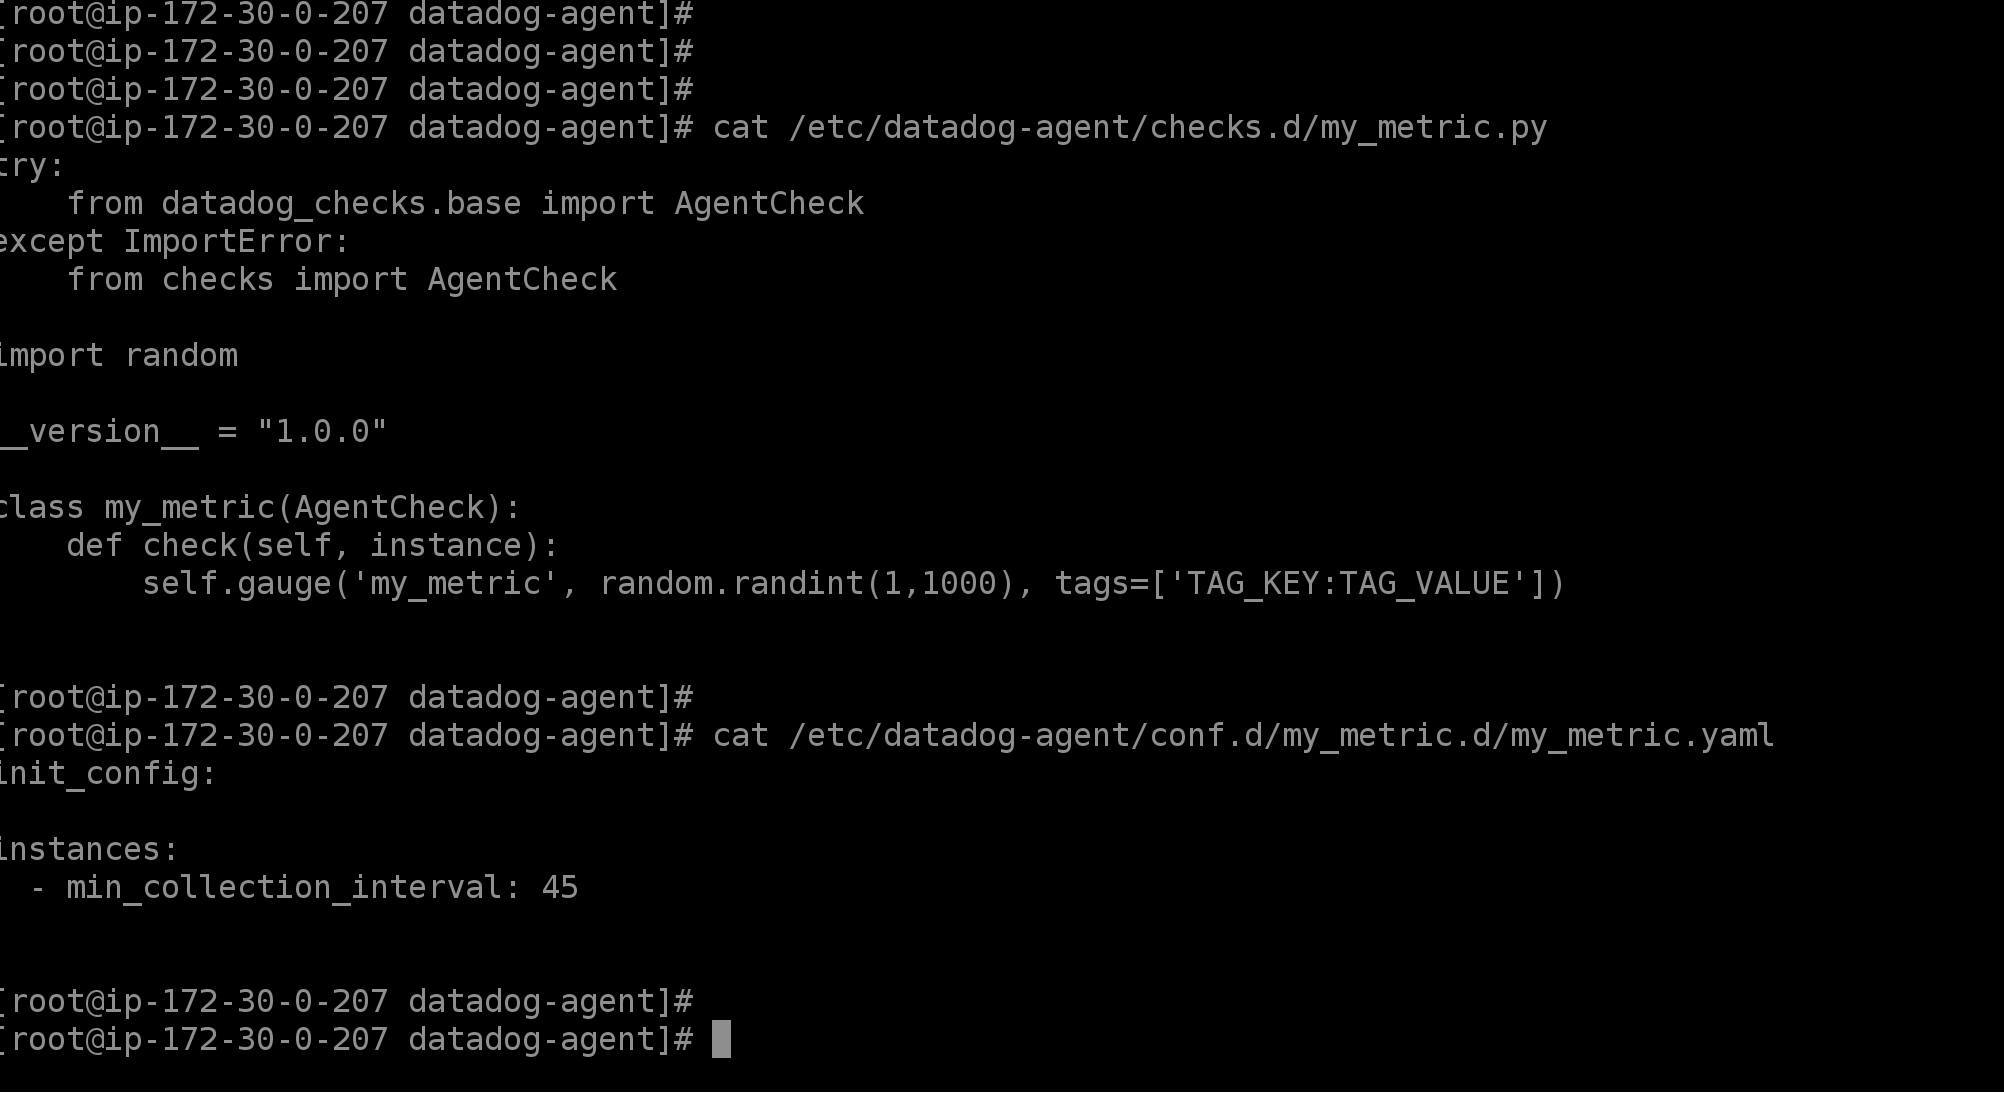 [root@ip-172-30-0-207 datadog-agent]#
[root@ip-172-30-0-207 datadog-agent]#
[root@ip-172-30-0-207 datadog-agent]#
[root@ip-172-30-0-207 datadog-agent]# cat /etc/datadog-agent/checks.d/my_metric.py
try:
    from datadog_checks.base import AgentCheck
except ImportError:
    from checks import AgentCheck
import random
__version__ = "1.0.0"
class my_metric(AgentCheck):
    def check(self, instance):
        self.gauge('my_metric', random.randint(1,1000), tags=['TAG_KEY:TAG_VALUE'])
[root@ip-172-30-0-207 datadog-agent]#
[root@ip-172-30-0-207 datadog-agent]# cat /etc/datadog-agent/conf.d/my_metric.d/my_metric.yaml
init_config:
instances:
  - min_collection_interval: 45
[root@ip-172-30-0-207 datadog-agent]#
[root@ip-172-30-0-207 datadog-agent]#